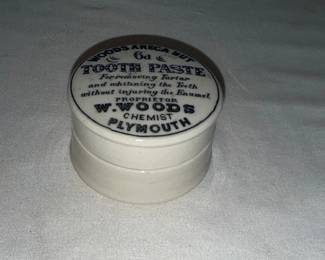 WOODS ARECA NUT
6d
TOOTH PASTE
For removing Tartar
and whitening the Teeth
without injuring the Enamel
PROPRIETOR
W. WOODS
CHEMIST
PLYMOUTH